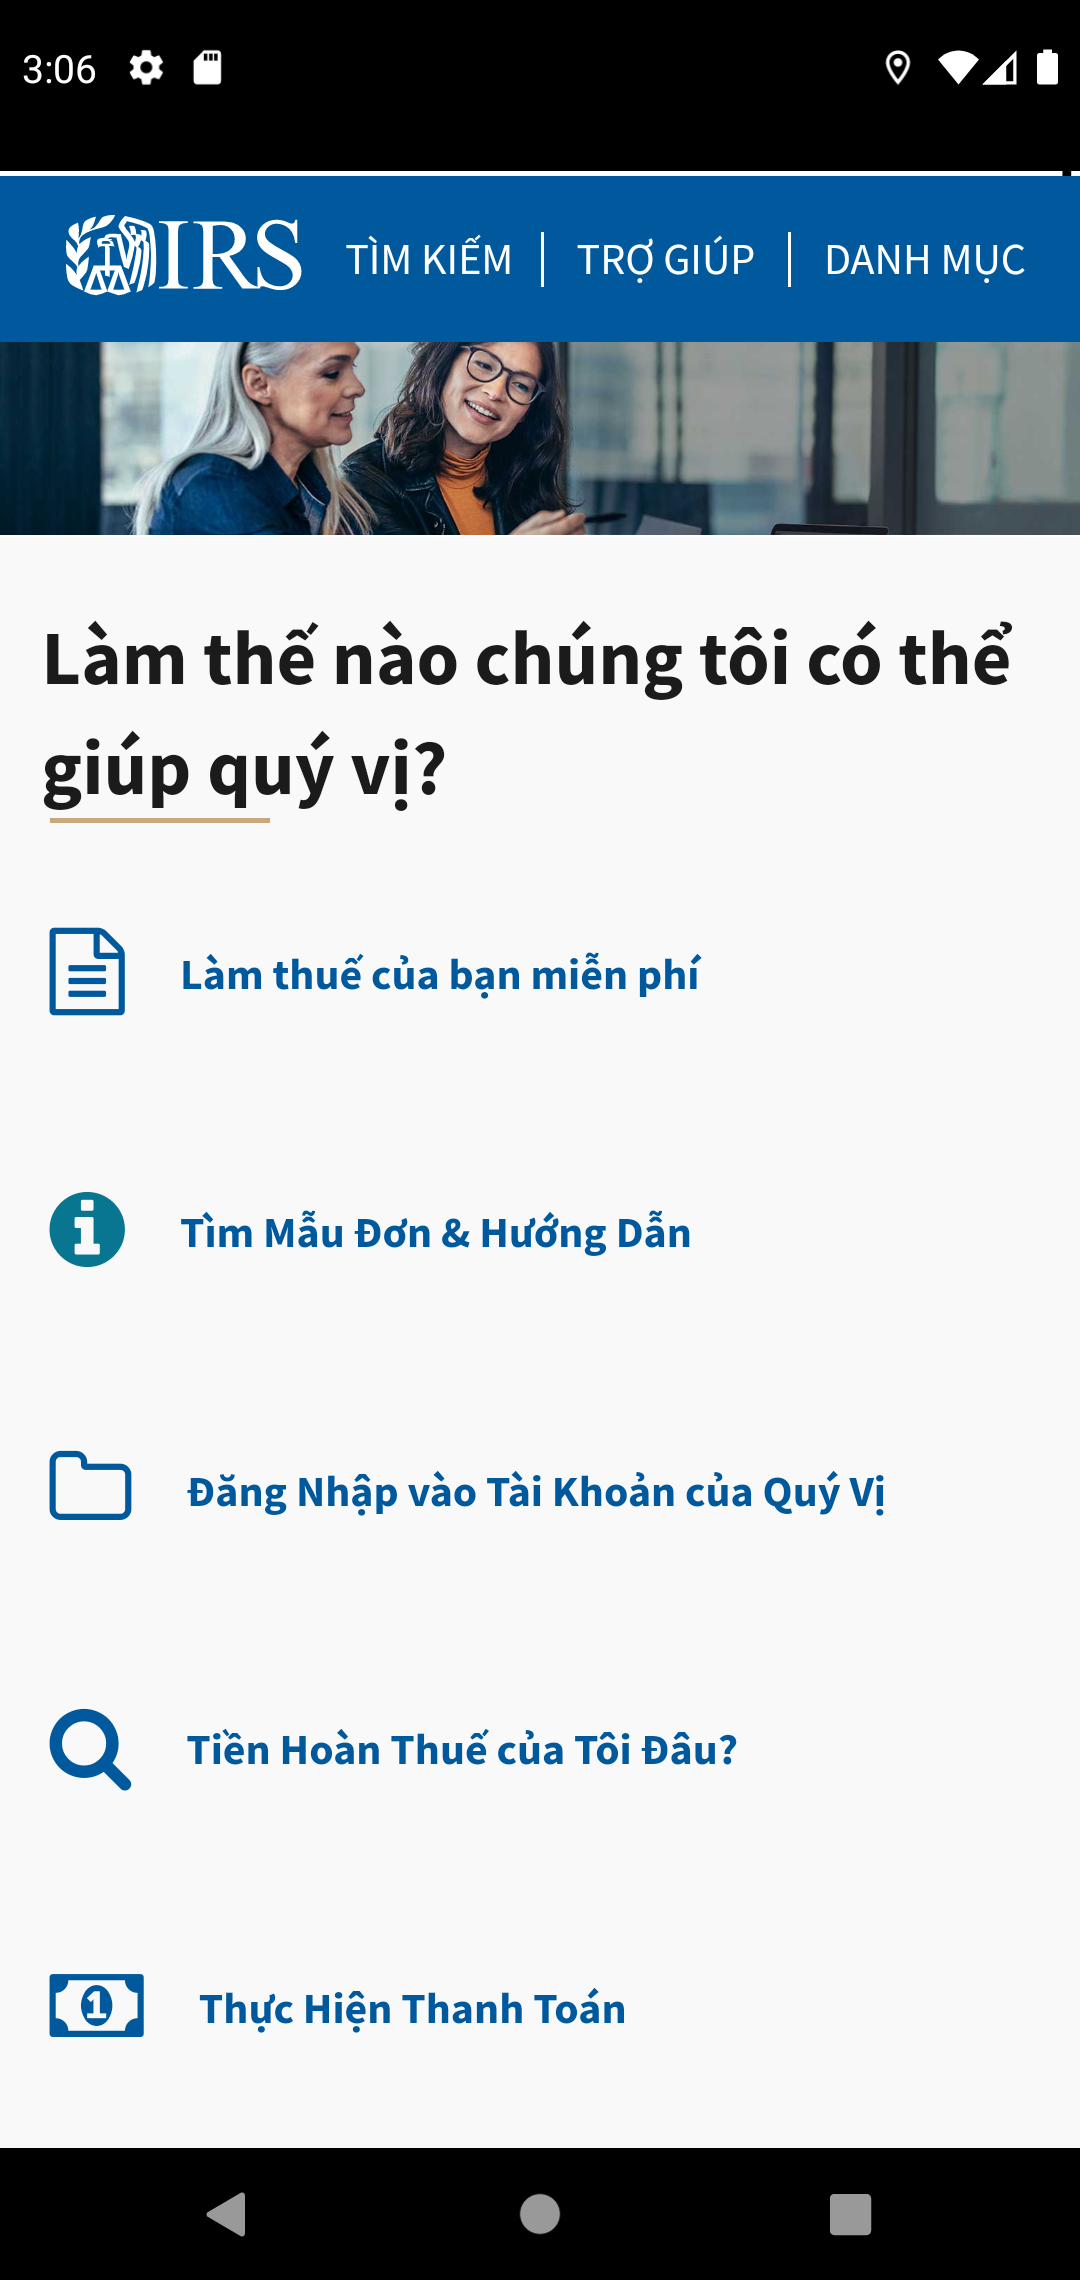 3:06
IRS
TÌM KIẾM
TRỢ GIÚP
DANH MỤC
Làm thế nào chúng tôi có thể
giúp quý vị?
Làm thuế của bạn miễn phí
Tìm Mẫu Đơn & Hướng Dẫn
Đăng Nhập vào Tài Khoản của Quý Vị
Tiền Hoàn Thuế của Tôi Đâu?
Thực Hiện Thanh Toán